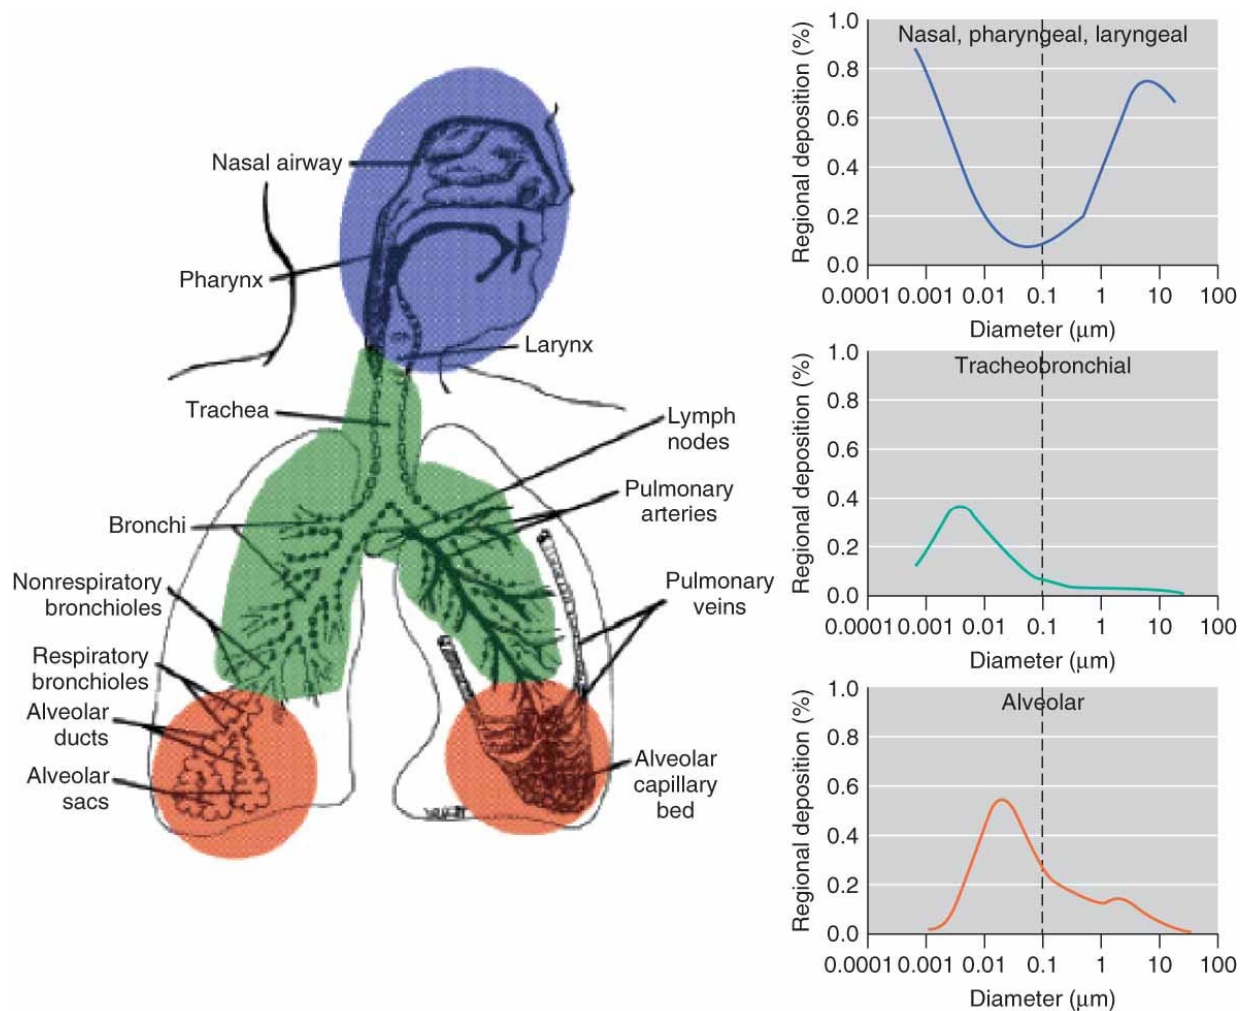 Nasal airway
Pharynx
Larynx
Trachea
Lymph
nodes
Pulmonary
arteries
Bronchi
Nonrespiratory
bronchioles
Pulmonary
veins
Respiratory
bronchioles
Alveolar
ducts
Alveolar
sacs
Alveolar
capillary
bed
Nasal, pharyngeal, laryngeal
Regional deposition (%)
1.0
0.8
0.6
0.4
0.2
0.0
0.0001 0.001 0.01 0.1 1 10 100
Diameter (μm)
Tracheobronchial
Regional deposition (%)
1.0
0.8
0.6
0.4
0.2
0.0
0.0001 0.001 0.01 0.1 1 10 100
Diameter (μm)
Alveolar
Regional deposition (%)
1.0
0.8
0.6
0.4
0.2
0.0
0.0001 0.001 0.01 0.1 1 10 100
Diameter (μm)